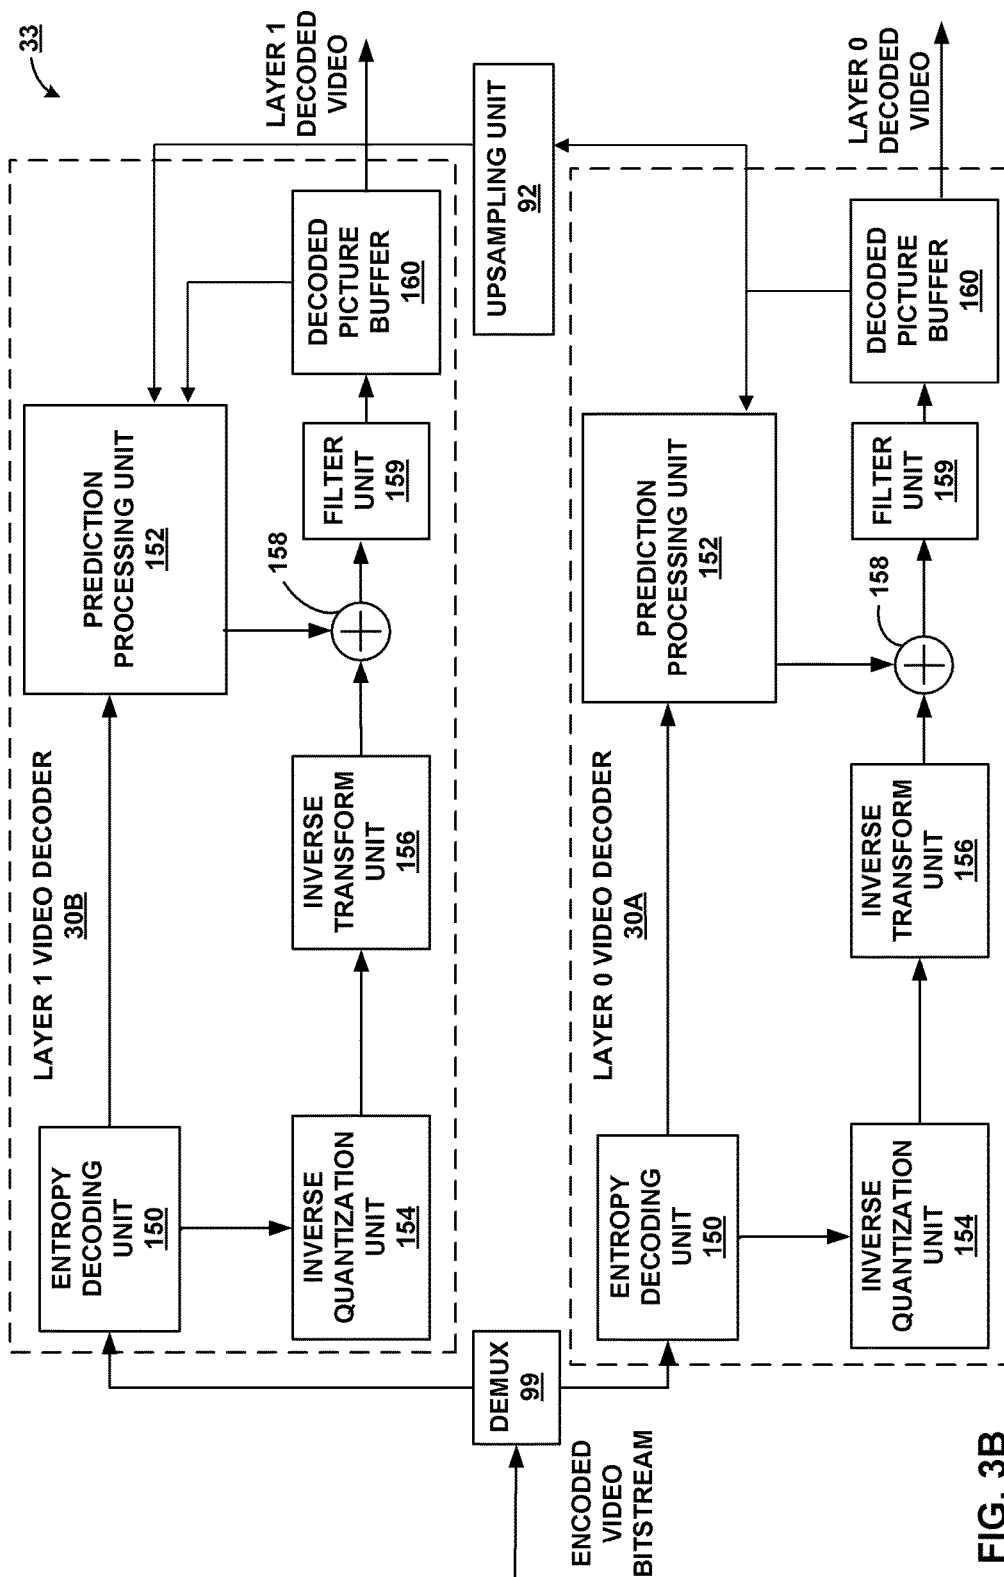 33
LAYER 1 VIDEO DECODER
30B
ENTROPY
DECODING
UNIT
150
PREDICTION
PROCESSING UNIT
152
INVERSE
QUANTIZATION
UNIT
154
INVERSE
TRANSFORM
UNIT
156
158
FILTER
UNIT
159
DECODED
PICTURE
BUFFER
160
LAYER 1
DECODED
VIDEO
DEMUX
99
UPSAMPLING UNIT
92
ENCODED
VIDEO
BITSTREAM
LAYER 0 VIDEO DECODER
30A
ENTROPY
DECODING
UNIT
150
PREDICTION
PROCESSING UNIT
152
INVERSE
QUANTIZATION
UNIT
154
INVERSE
TRANSFORM
UNIT
156
158
FILTER
UNIT
159
DECODED
PICTURE
BUFFER
160
LAYER 0
DECODED
VIDEO
FIG. 3B